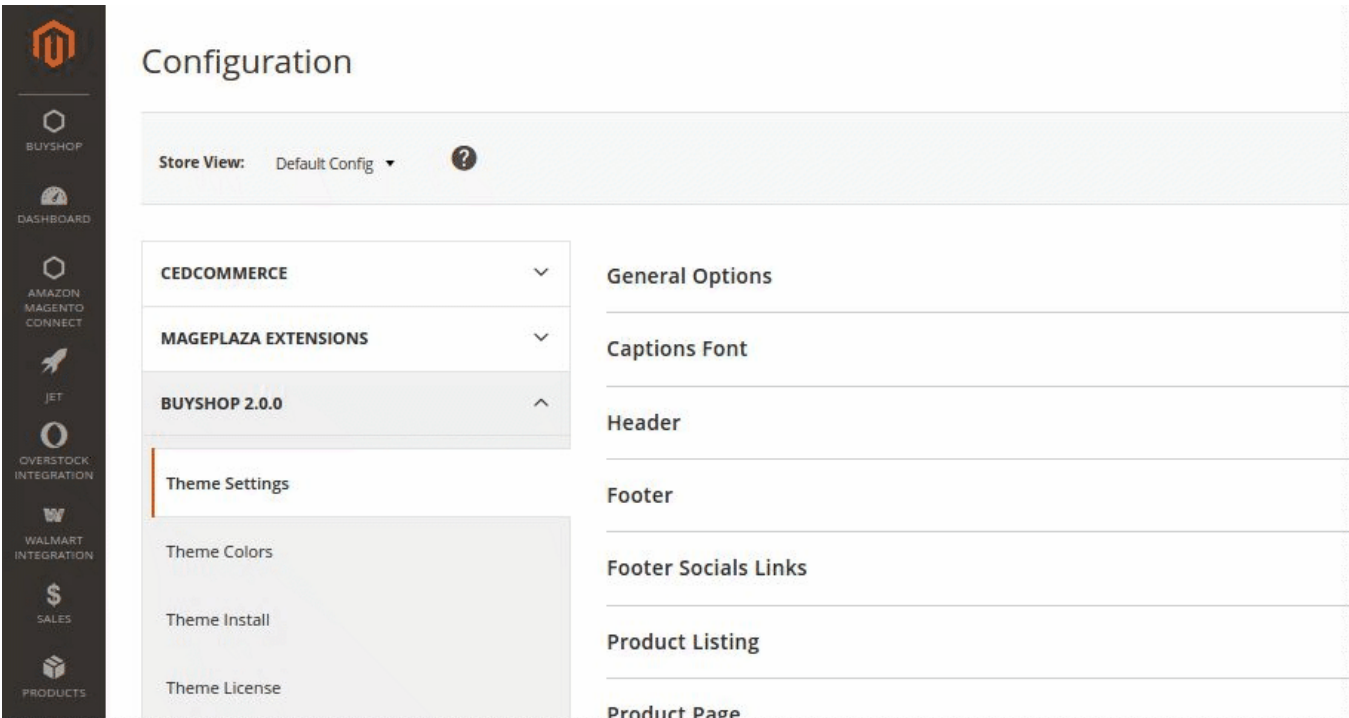 Configuration
BUYSHOP
Store View: Default Config ?
DASHBOARD
CEDCOMMERCE
General Options
AMAZON
MAGENTO
CONNECT
MAGEPLAZA EXTENSIONS
Captions Font
JET
BUYSHOP 2.0.0
Header
OVERSTOCK
INTEGRATION
Theme Settings
Footer
WALMART
INTEGRATION
Theme Colors
Footer Socials Links
$
SALES
Theme Install
Product Listing
PRODUCTS
Theme License
Product Page